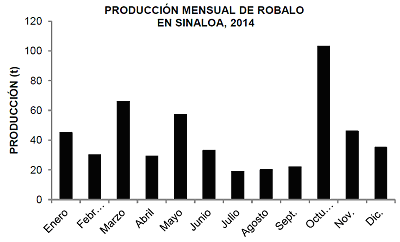 PRODUCCIÓN MENSUAL DE ROBALO
EN SINALOA, 2014
PRODUCCIÓN (t)
120
100
80
60
40
20
0
Enero
Febr...
Marzo
Abril
Mayo
Junio
Julio
Agosto
Sept.
Octu...
Nov.
Dic.